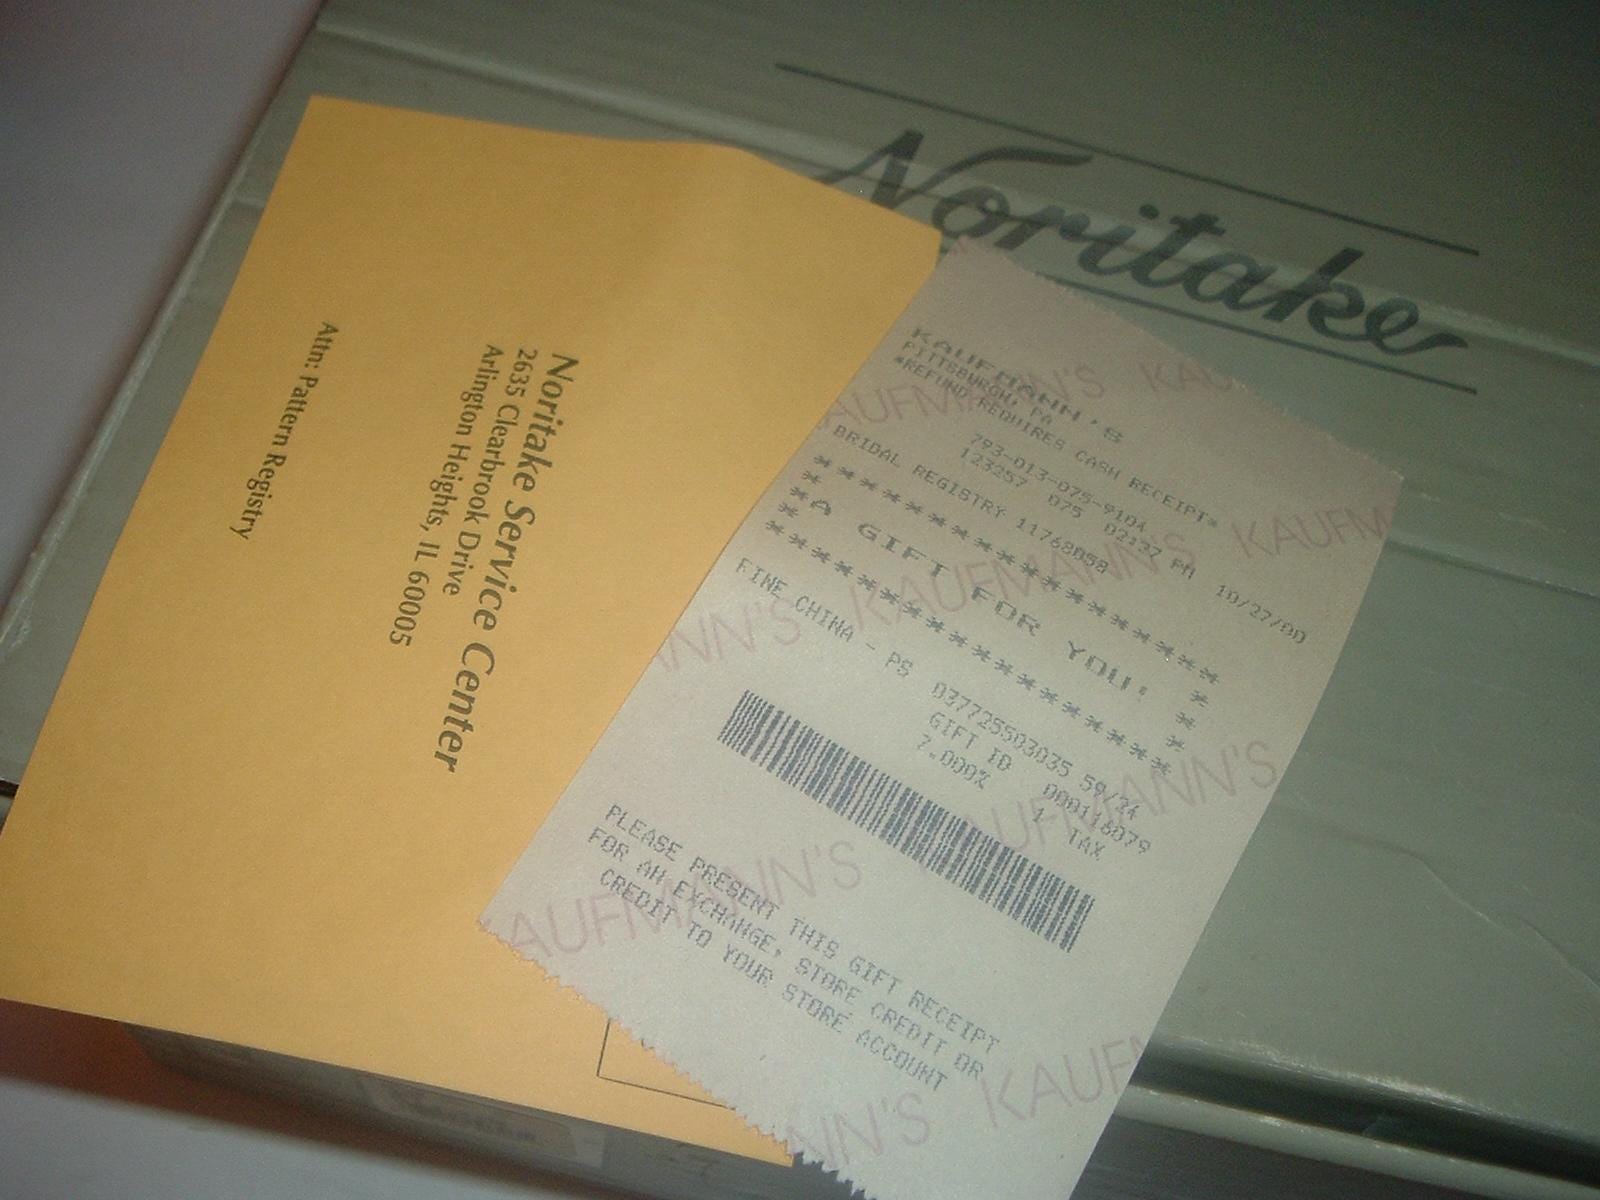 Noritake
Noritake Service Center
2635 Clearbrook Drive
Arlington Heights, IL 60005
Attn: Pattern Registry
KAUFMANN'S
PITTSBURGH, PA
*REFUND REQUIRES CASH RECEIPT*
793-013-075-9104
123257 075 02:37 PM 10/27/00
BRIDAL REGISTRY 11768058
**********************
* *
*A GIFT FOR YOU! *
* *
**********************
FINE CHINA - PS 037725503035 59/24
GIFT ID 000116079
7.000% 1 TAX
PLEASE PRESENT THIS GIFT RECEIPT
FOR AN EXCHANGE, STORE CREDIT OR
CREDIT TO YOUR STORE ACCOUNT